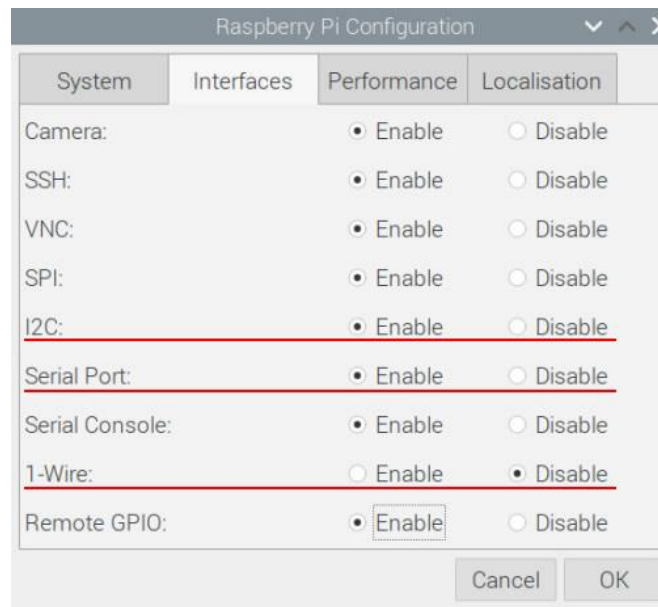 Raspberry Pi Configuration
System Interfaces Performance Localisation
Camera: Enable Disable
SSH: Enable Disable
VNC: Enable Disable
SPI: Enable Disable
I2C: Enable Disable
Serial Port: Enable Disable
Serial Console: Enable Disable
1-Wire: Enable Disable
Remote GPIO: Enable Disable
Cancel OK